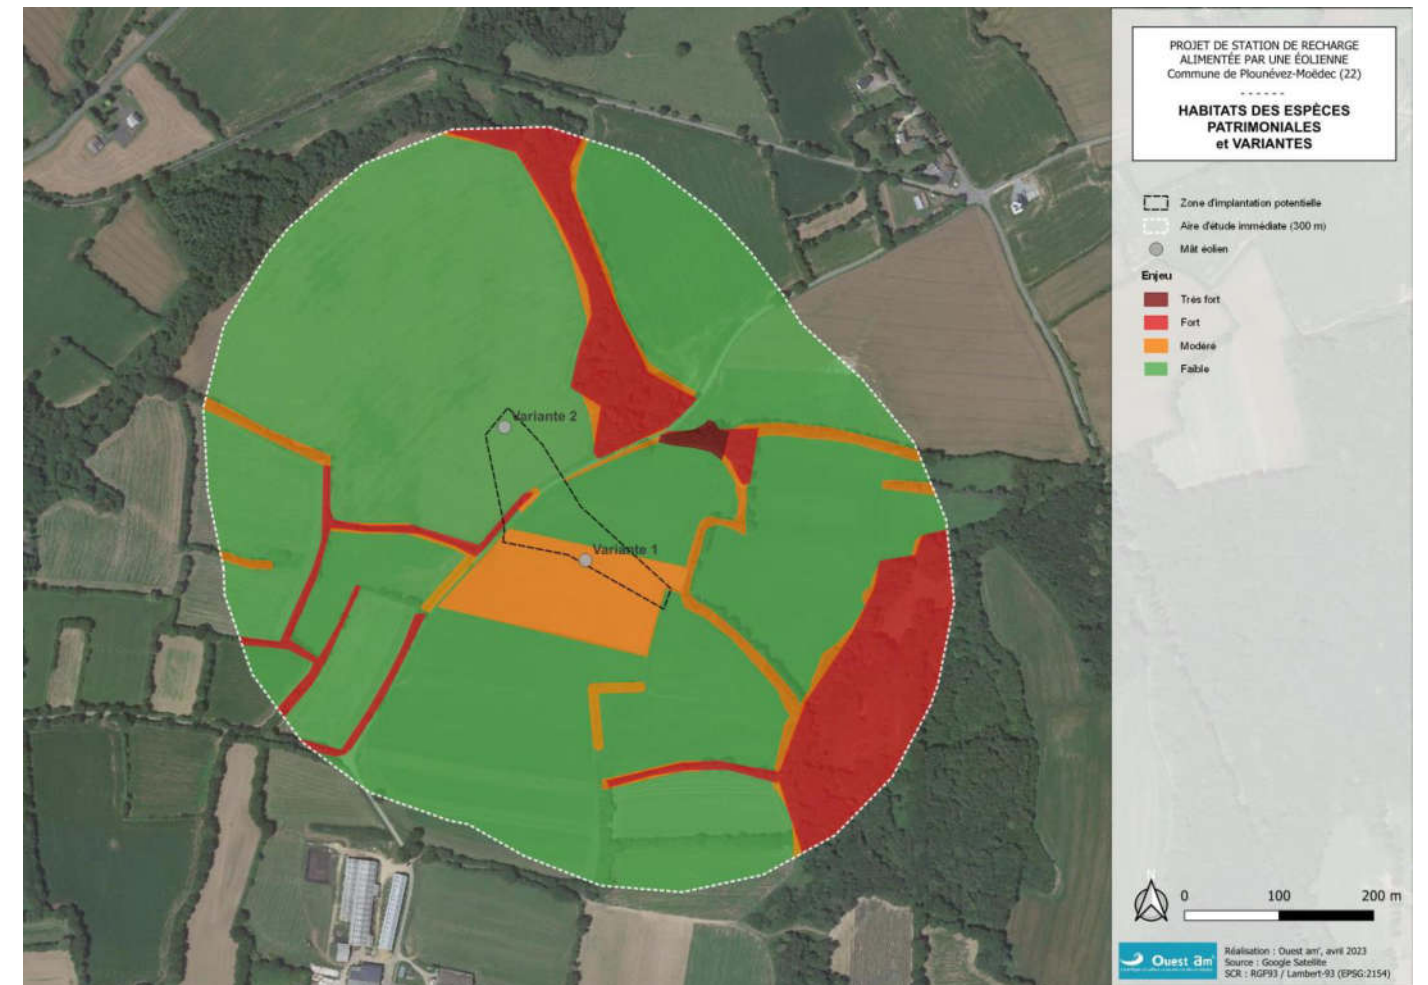 PROJET DE STATION DE RECHARGE
ALIMENTÉE PAR UNE ÉOLIENNE
Commune de Plounévez-Moëdec (22)
------
HABITATS DES ESPÈCES
PATRIMONIALES
et VARIANTES
Zone d'implantation potentielle
Aire d'étude immédiate (300 m)
Mât éolien
Enjeu
Très fort
Fort
Modéré
Faible
Variante 2
Variante 1
N
0 100 200 m
Ouest am'
Réalisation : Ouest am', avril 2023
Source : Google Satellite
SCR : RGF93 / Lambert-93 (EPSG:2154)